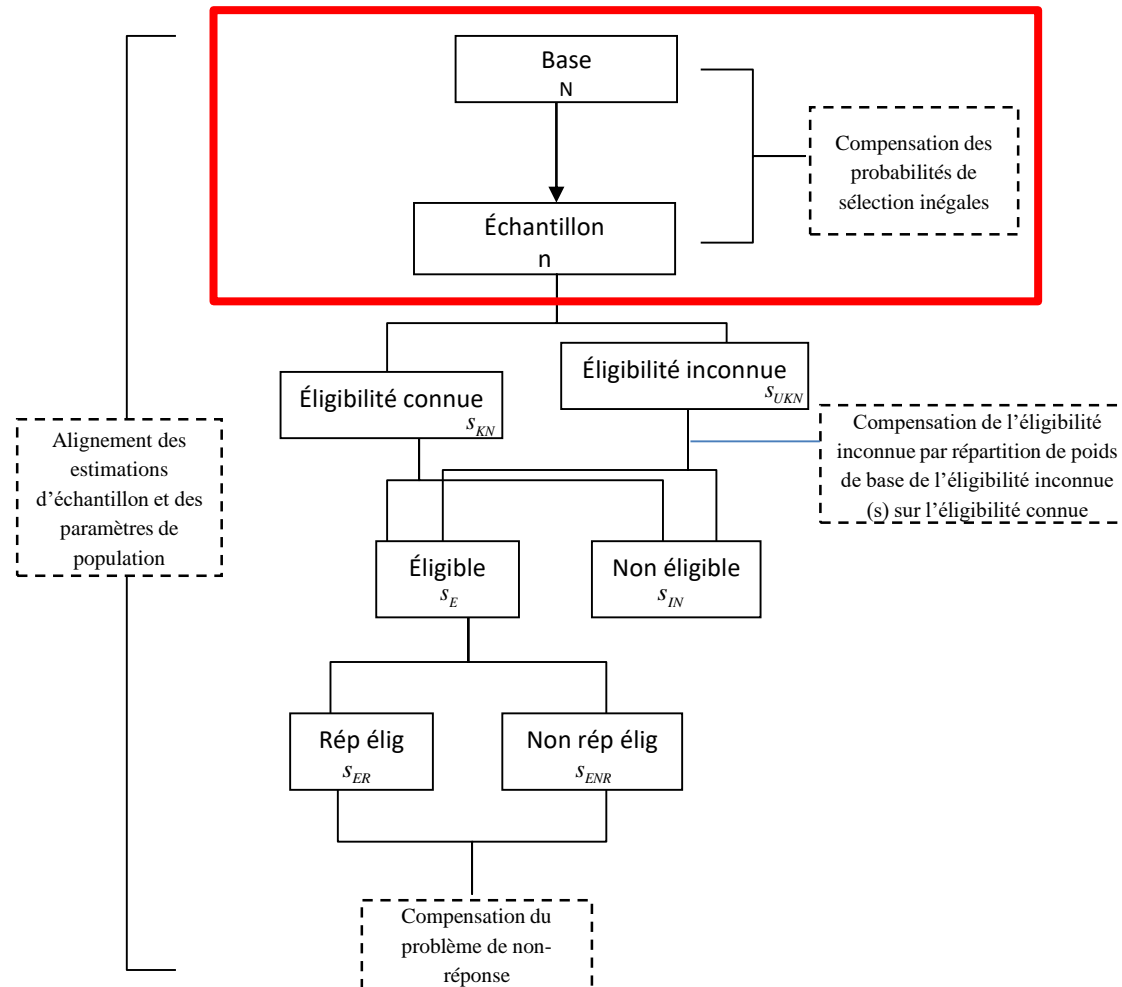 Base
N
Compensation des
probabilités de
sélection inégales
Échantillon
n
Éligibilité connue
s_KN
Éligibilité inconnue
s_UKN
Alignement des
estimations
d’échantillon et des
paramètres de
population
Compensation de l’éligibilité
inconnue par répartition de poids
de base de l’éligibilité inconnue
(s) sur l’éligibilité connue
Éligible
s_E
Non éligible
s_IN
Rép élig
s_ER
Non rép élig
s_ENR
Compensation du
problème de non-
réponse